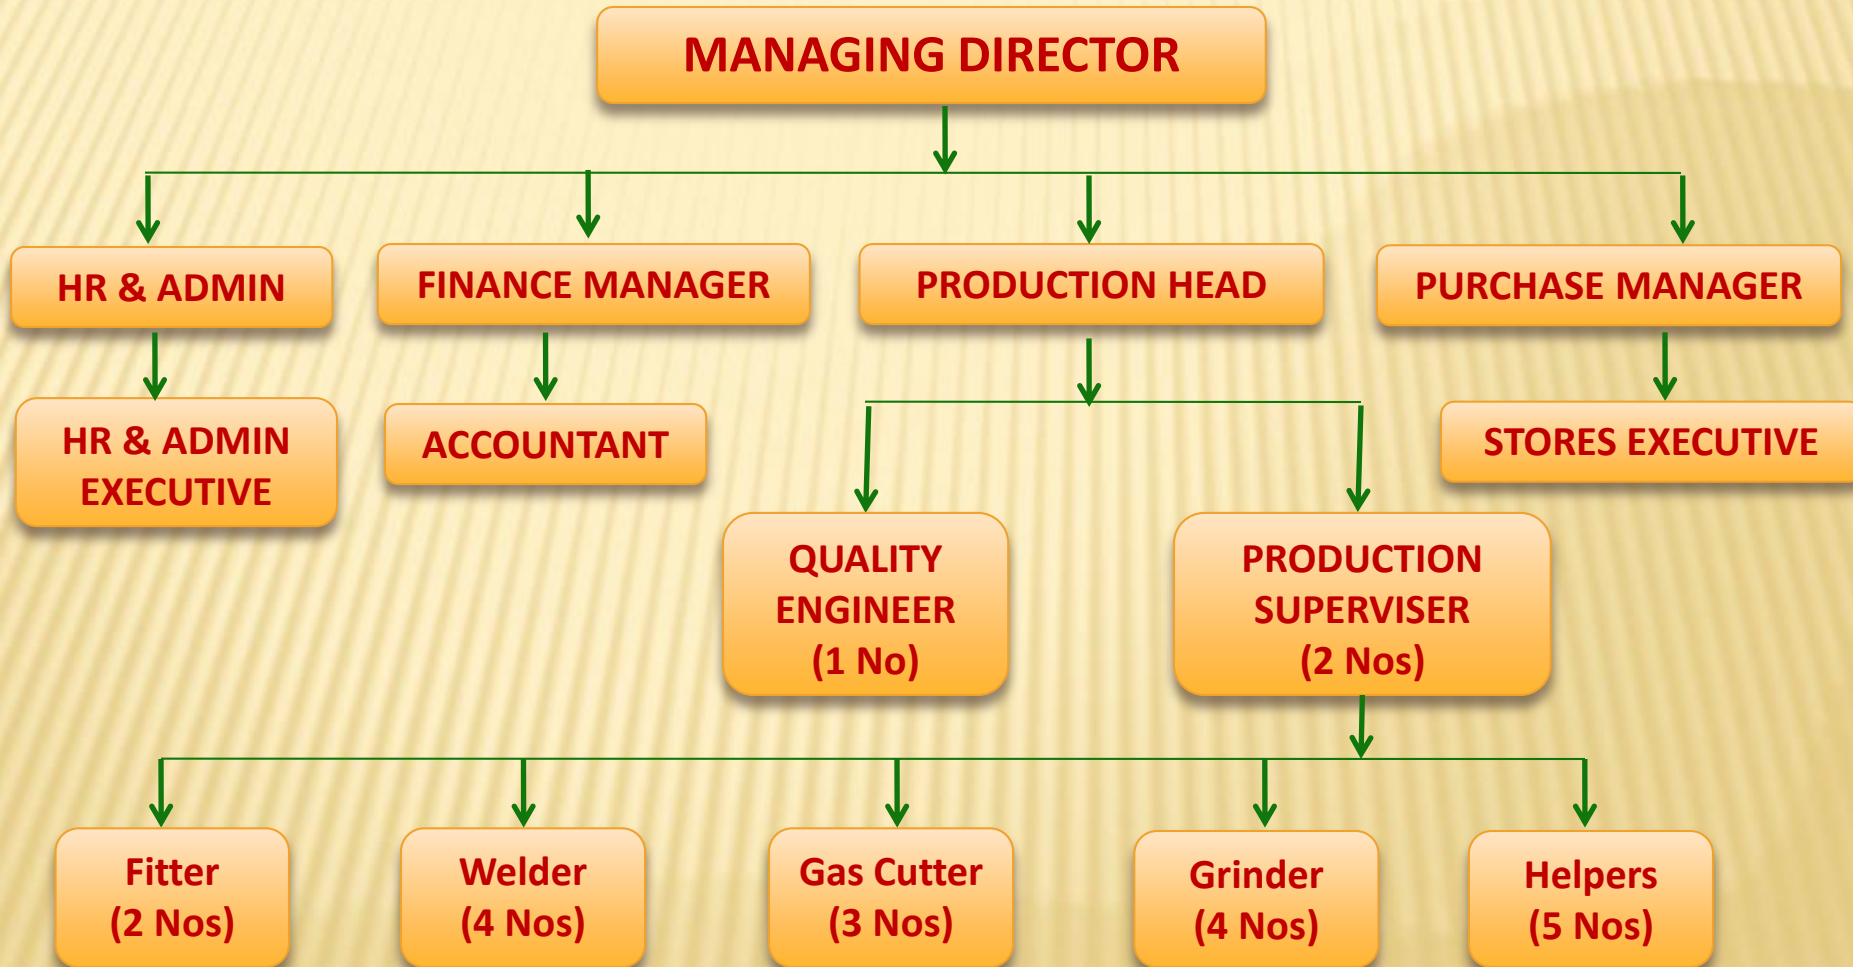 MANAGING DIRECTOR
HR & ADMIN
FINANCE MANAGER
PRODUCTION HEAD
PURCHASE MANAGER
HR & ADMIN
EXECUTIVE
ACCOUNTANT
STORES EXECUTIVE
QUALITY
ENGINEER
(1 No)
PRODUCTION
SUPERVISER
(2 Nos)
Fitter
(2 Nos)
Welder
(4 Nos)
Gas Cutter
(3 Nos)
Grinder
(4 Nos)
Helpers
(5 Nos)